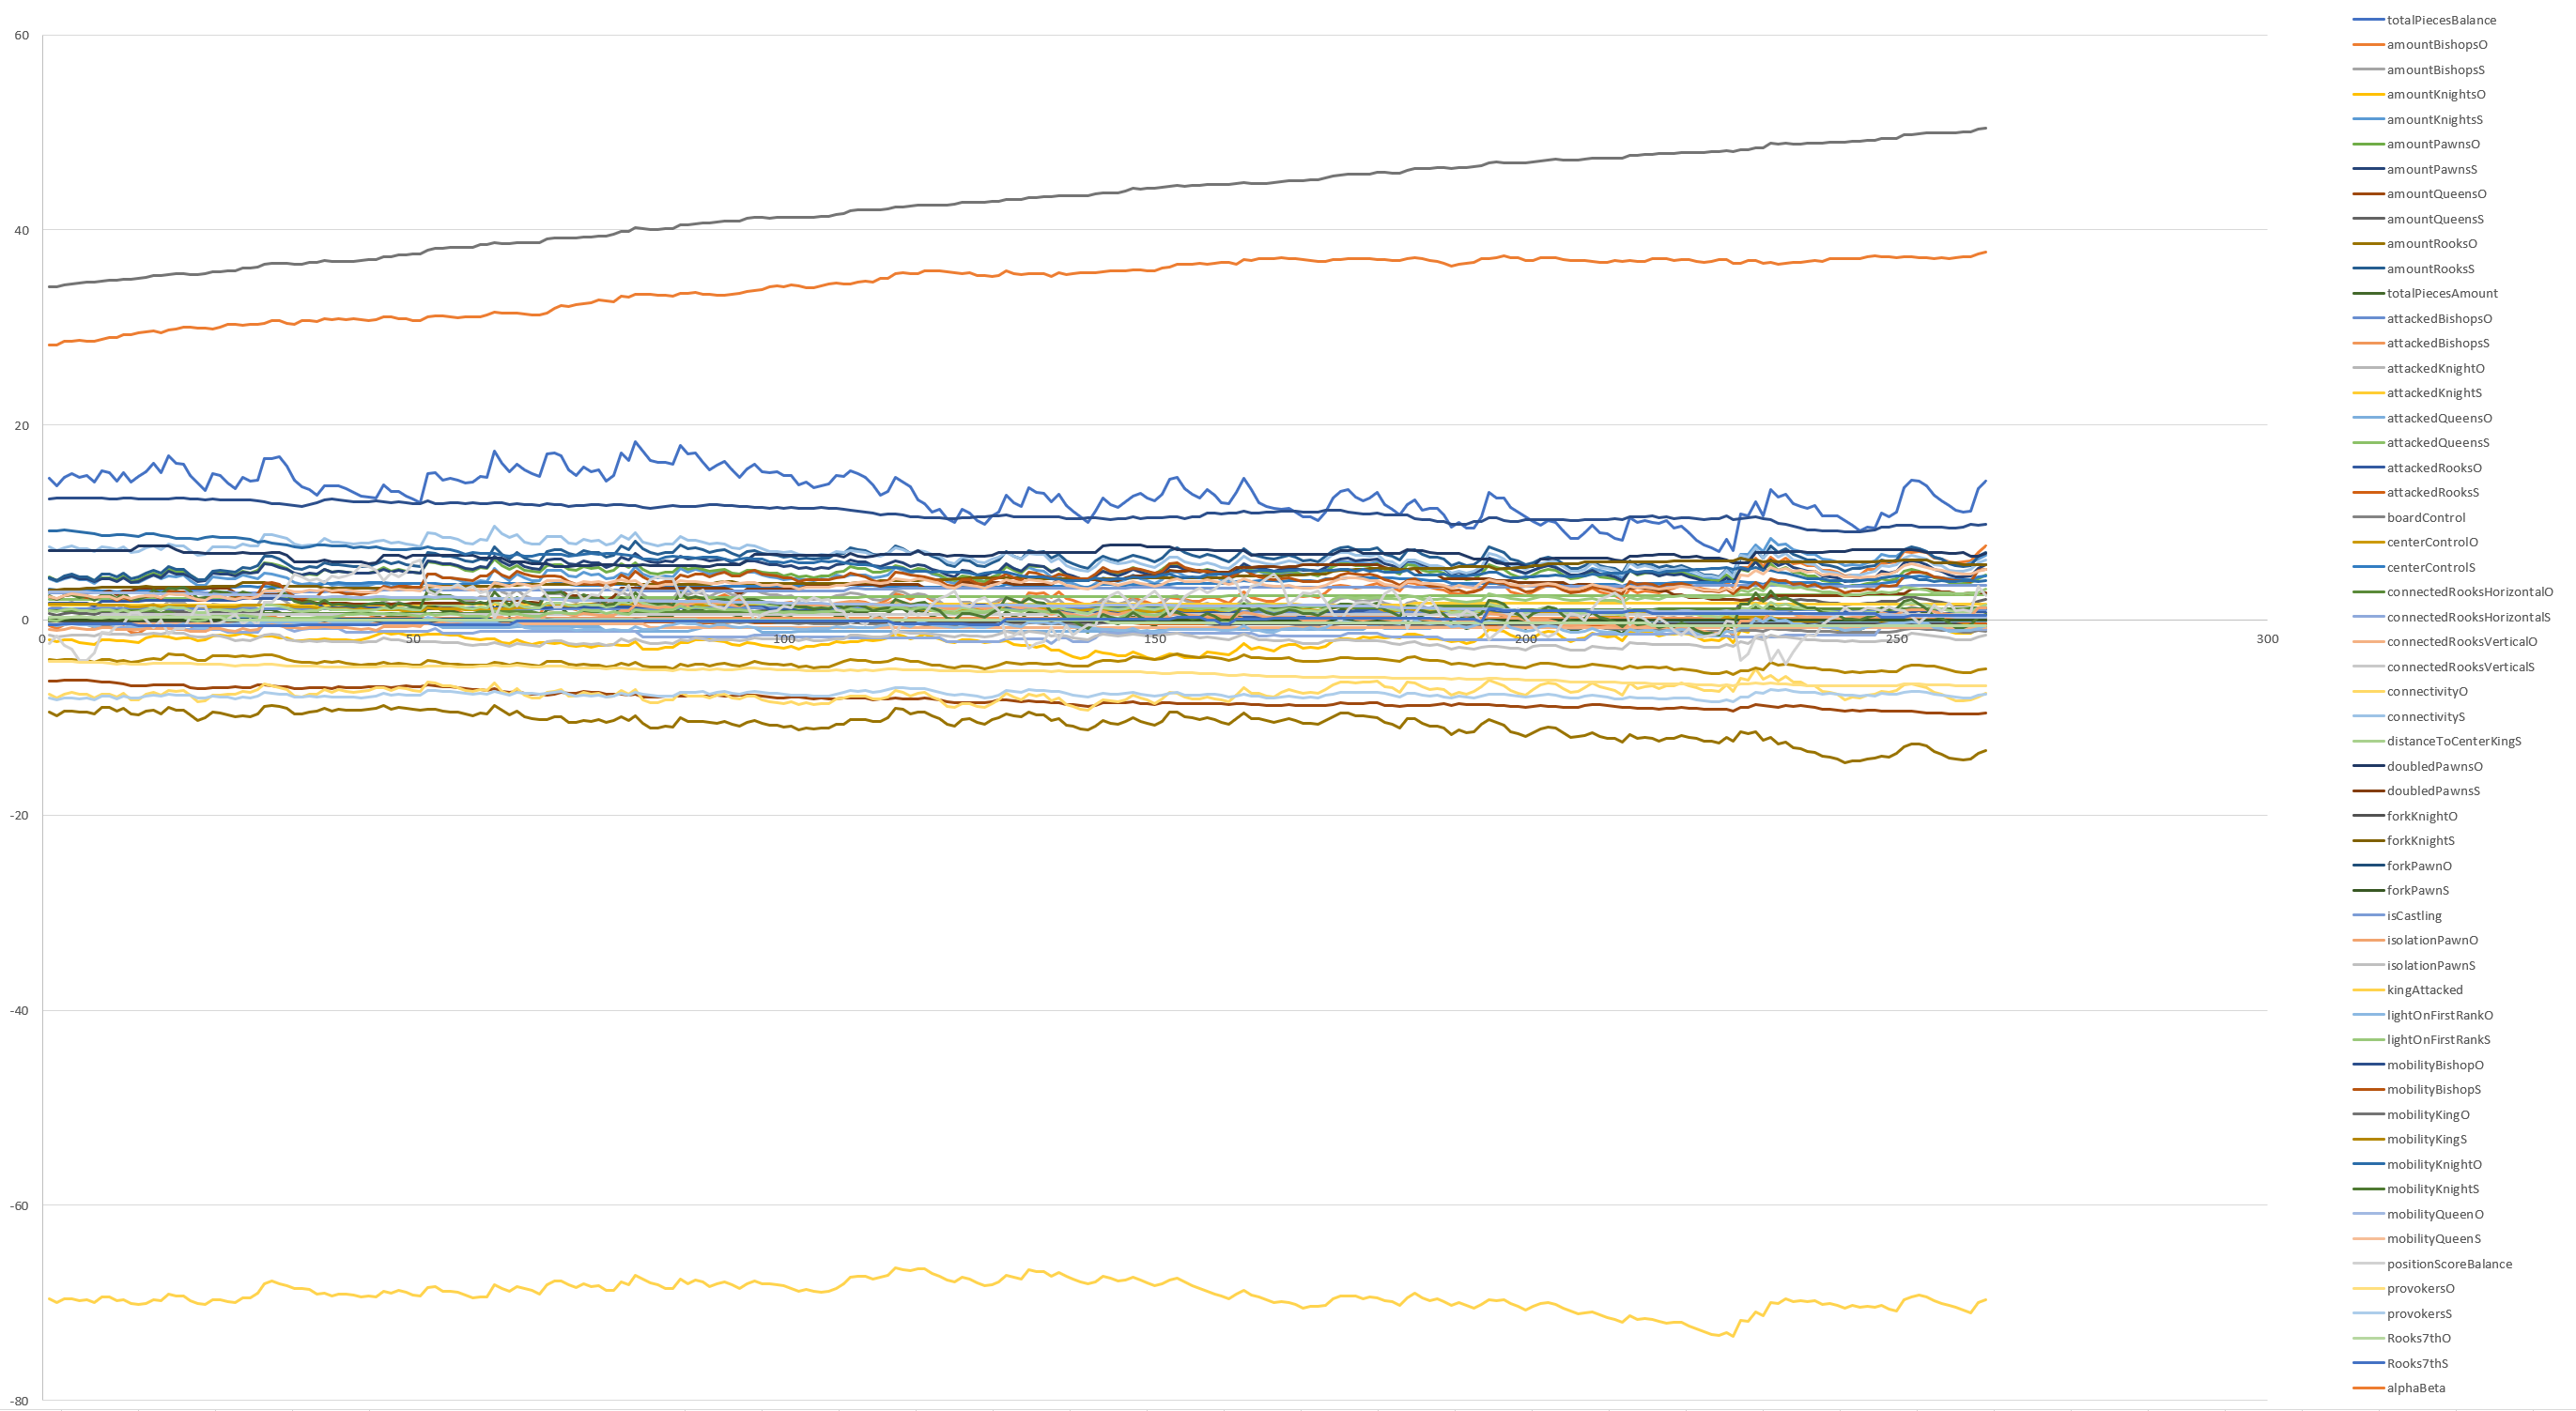 60
40
20
0
-20
-40
-60
-80
0 50 100 150 200 250 300
totalPiecesBalance
amountBishopsO
amountBishopsS
amountKnightsO
amountKnightsS
amountPawnsO
amountPawnsS
amountQueensO
amountQueensS
amountRooksO
amountRooksS
totalPiecesAmount
attackedBishopsO
attackedBishopsS
attackedKnightO
attackedKnightS
attackedQueensO
attackedQueensS
attackedRooksO
attackedRooksS
boardControl
centerControlO
centerControlS
connectedRooksHorizontalO
connectedRooksHorizontalS
connectedRooksVerticalO
connectedRooksVerticalS
connectivityO
connectivityS
distanceToCenterKingS
doubledPawnsO
doubledPawnsS
forkKnightO
forkKnightS
forkPawnO
forkPawnS
isCastling
isolationPawnO
isolationPawnS
kingAttacked
lightOnFirstRankO
lightOnFirstRankS
mobilityBishopO
mobilityBishopS
mobilityKingO
mobilityKingS
mobilityKnightO
mobilityKnightS
mobilityQueenO
mobilityQueenS
positionScoreBalance
provokersO
provokersS
Rooks7thO
Rooks7thS
alphaBeta